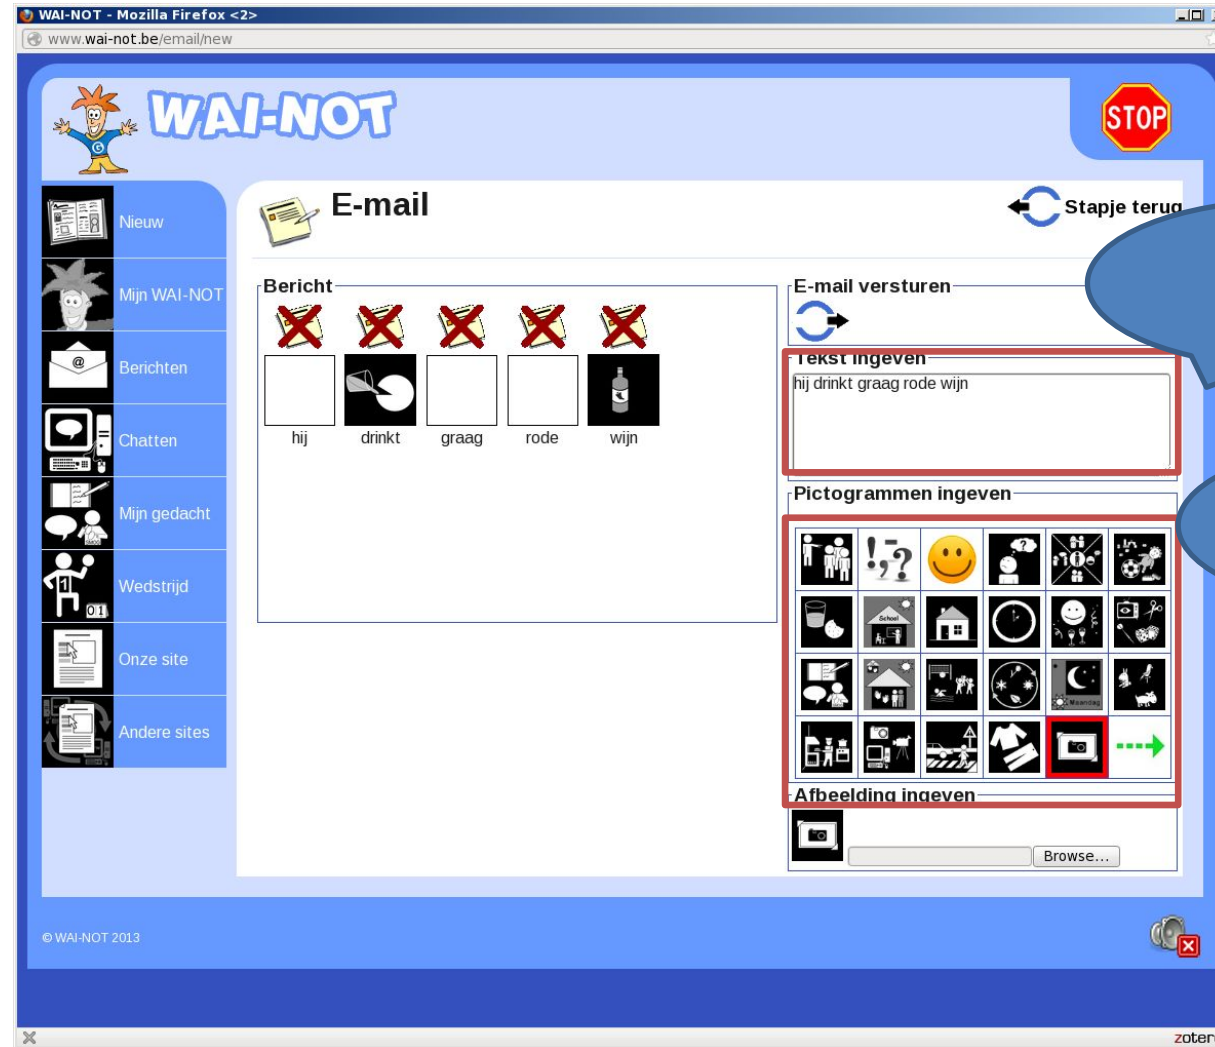 WAI-NOT - Mozilla Firefox <2>
www.wai-not.be/email/new
WAI-NOT
STOP
G
E-mail
Stapje terug
Nieuw
Mijn WAI-NOT
Berichten
Chatten
Mijn gedacht
Wedstrijd
Onze site
Andere sites
Bericht
hij drinkt graag rode wijn
E-mail versturen
Tekst ingeven
hij drinkt graag rode wijn
Pictogrammen ingeven
School
Maandag
Afbeelding ingeven
Browse...
© WAI-NOT 2013